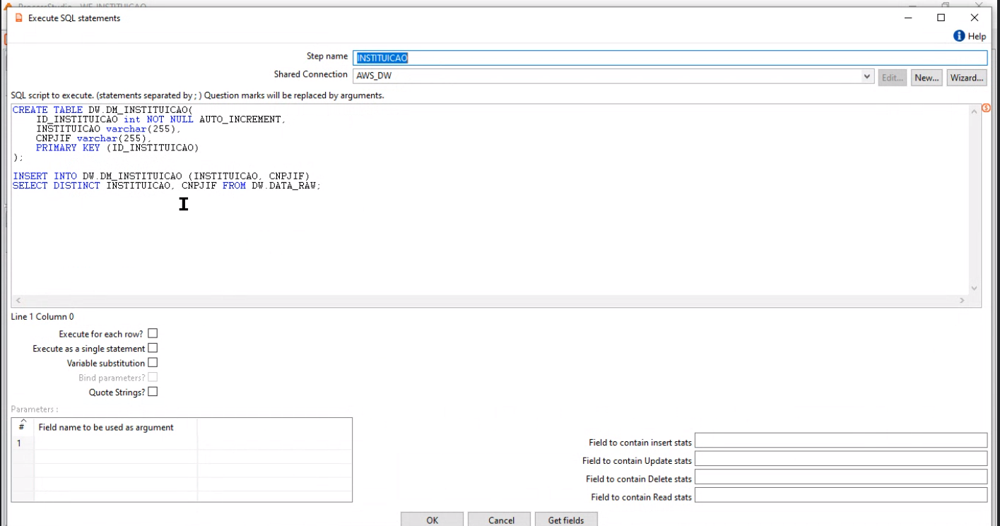 ProcessStudio - WF_INSTITUICAO
Execute SQL statements
Help
Step name INSTITUICAO
Shared Connection AWS_DW Edit... New... Wizard...
SQL script to execute. (statements separated by ; ) Question marks will be replaced by arguments.
CREATE TABLE DW.DM_INSTITUICAO(
ID_INSTITUICAO int NOT NULL AUTO_INCREMENT,
INSTITUICAO varchar(255),
CNPJIF varchar(255),
PRIMARY KEY (ID_INSTITUICAO)
);
INSERT INTO DW.DM_INSTITUICAO (INSTITUICAO, CNPJIF)
SELECT DISTINCT INSTITUICAO, CNPJIF FROM DW.DATA_RAW;
Line 1 Column 0
Execute for each row?
Execute as a single statement
Variable substitution
Bind parameters?
Quote Strings?
Parameters :
# Field name to be used as argument
1
Field to contain insert stats
Field to contain Update stats
Field to contain Delete stats
Field to contain Read stats
OK Cancel Get fields